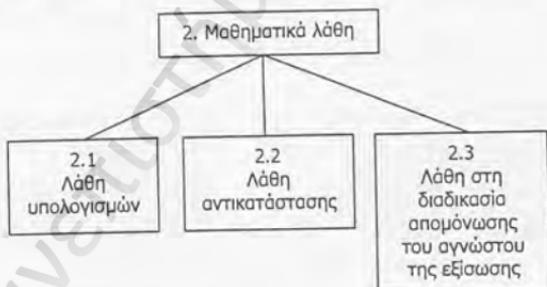 2. Μαθηματικά λάθη
2.1
Λάθη
υπολογισμών
2.2
Λάθη
αντικατάστασης
2.3
Λάθη στη
διαδικασία
απομόνωσης
του αγνώστου
της εξίσωσης